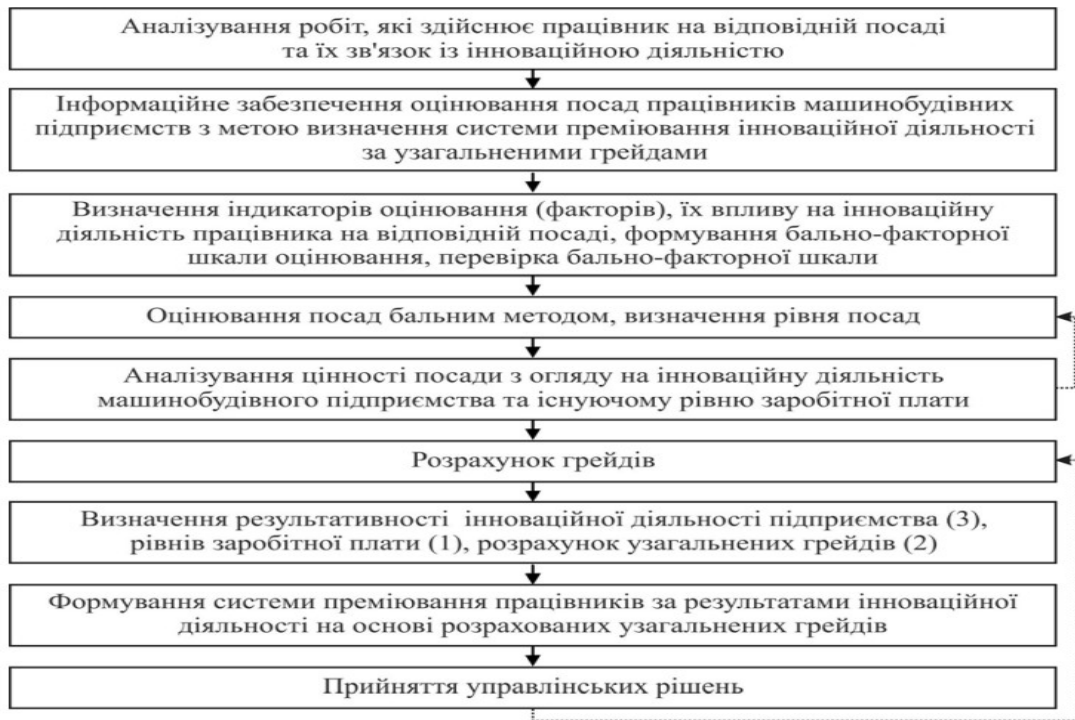 Аналізування робіт, які здійснює працівник на відповідній посаді
та їх зв'язок із інноваційною діяльністю
Інформаційне забезпечення оцінювання посад працівників машинобудівних
підприємств з метою визначення системи преміювання інноваційної діяльності
за узагальненими грейдами
Визначення індикаторів оцінювання (факторів), їх впливу на інноваційну
діяльність працівника на відповідній посаді, формування бально-факторної
шкали оцінювання, перевірка бально-факторної шкали
Оцінювання посад бальним методом, визначення рівня посад
Аналізування цінності посади з огляду на інноваційну діяльність
машинобудівного підприємства та існуючому рівню заробітної плати
Розрахунок грейдів
Визначення результативності інноваційної діяльності підприємства (3),
рівнів заробітної плати (1), розрахунок узагальнених грейдів (2)
Формування системи преміювання працівників за результатами інноваційної
діяльності на основі розрахованих узагальнених грейдів
Прийняття управлінських рішень